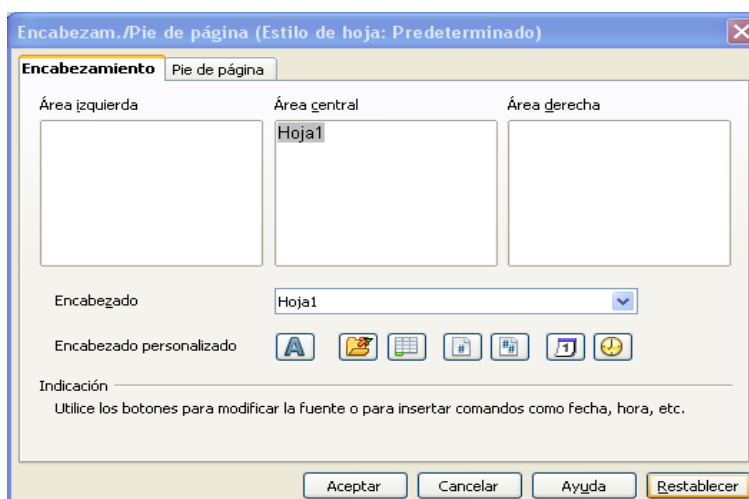 Encabezam./Pie de página (Estilo de hoja: Predeterminado)
Encabezamiento Pie de página
Área izquierda Área central Área derecha
Hoja1
Encabezado Hoja1
Encabezado personalizado A # # # 1
Indicación
Utilice los botones para modificar la fuente o para insertar comandos como fecha, hora, etc.
Aceptar Cancelar Ayuda Restablecer